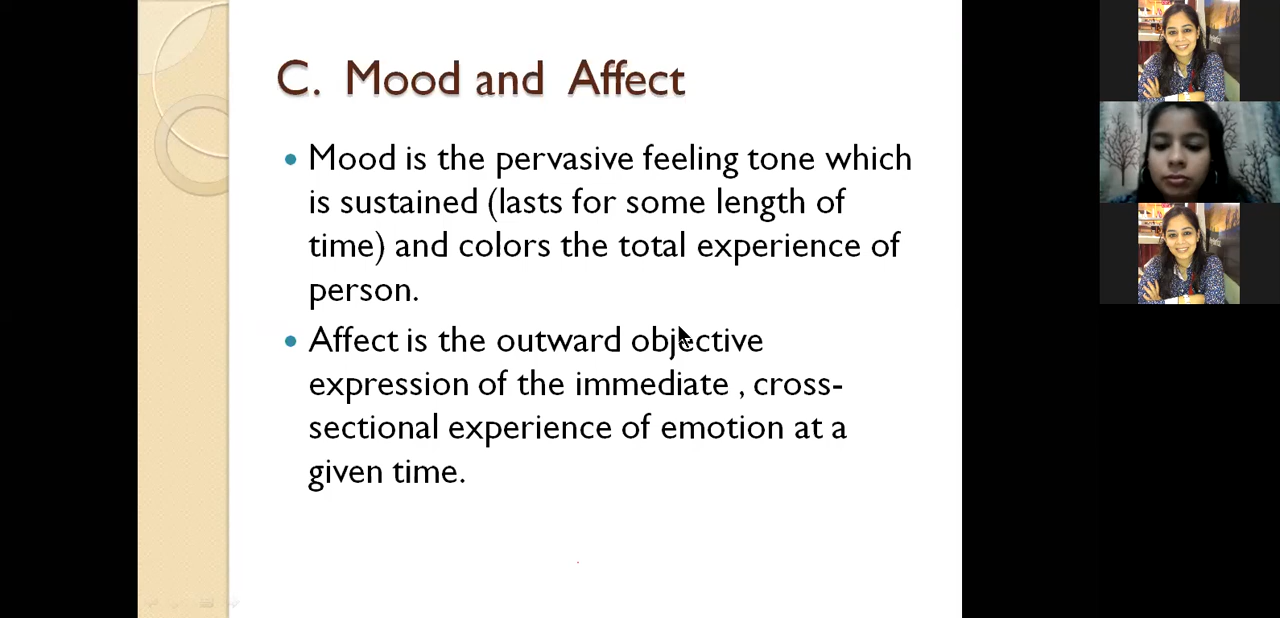 C. Mood and Affect
• Mood is the pervasive feeling tone which
is sustained (lasts for some length of
time) and colors the total experience of
person.
• Affect is the outward objective
expression of the immediate , cross-
sectional experience of emotion at a
given time.